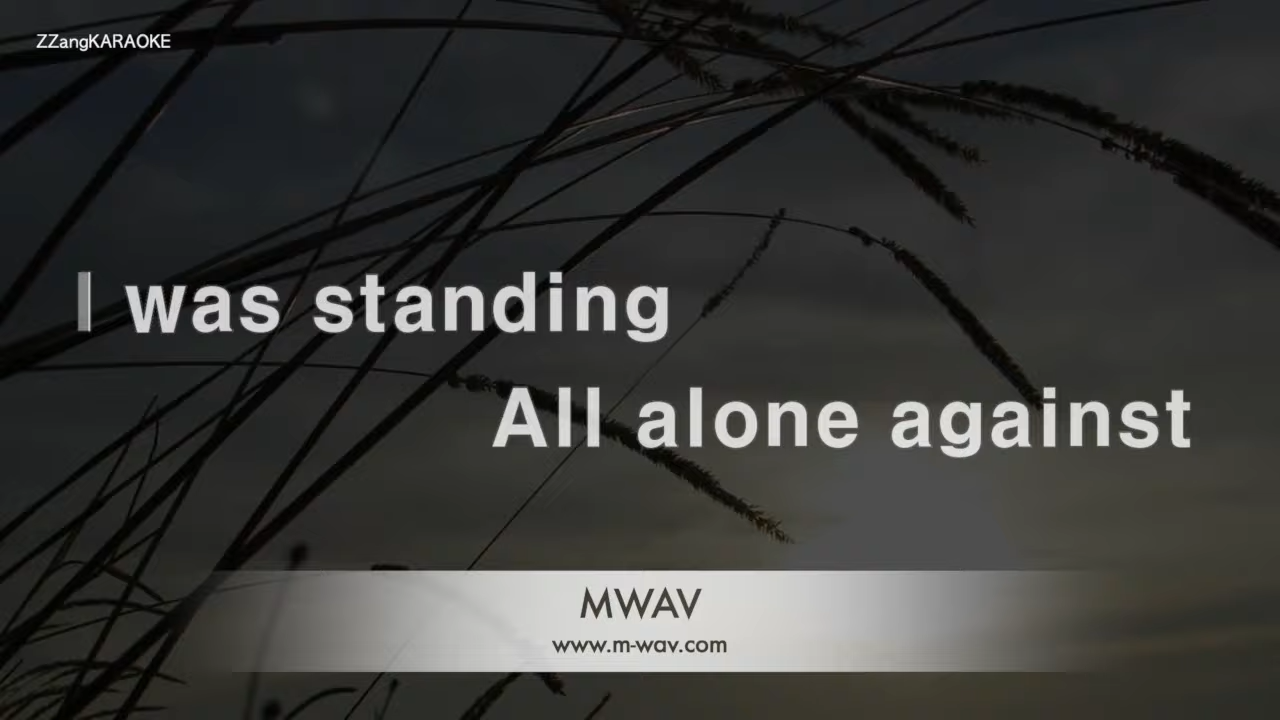 ZZangKARAOKE
I was standing
All alone against
MWAV
www.m-wav.com